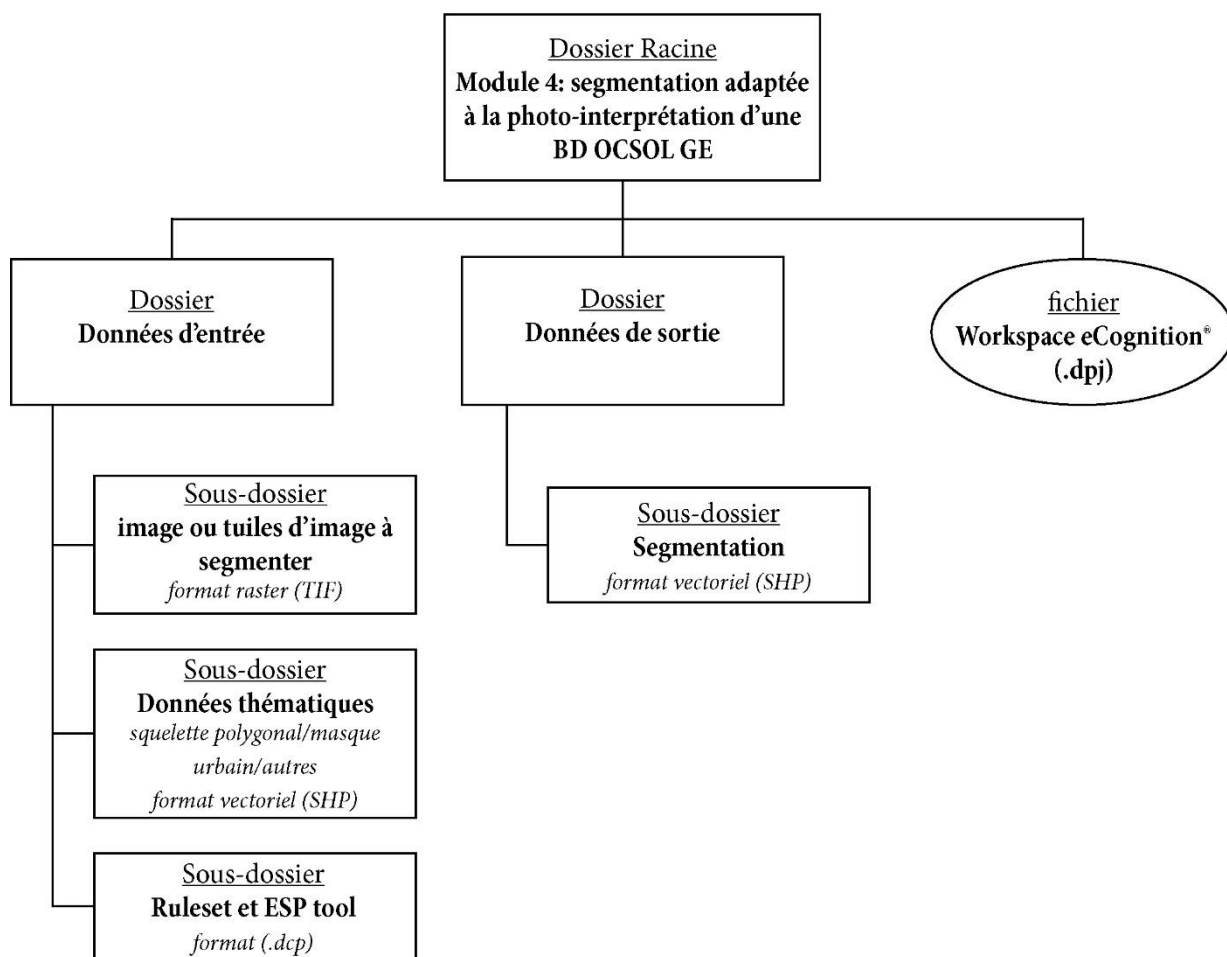 Dossier Racine
Module 4: segmentation adaptée
à la photo-interprétation d'une
BD OCSOL GE
Dossier
Données d'entrée
Dossier
Données de sortie
fichier
Workspace eCognition®
(.dpj)
Sous-dossier
image ou tuiles d'image à
segmenter
format raster (TIF)
Sous-dossier
Segmentation
format vectoriel (SHP)
Sous-dossier
Données thématiques
squelette polygonal/masque
urbain/autres
format vectoriel (SHP)
Sous-dossier
Ruleset et ESP tool
format (.dcp)